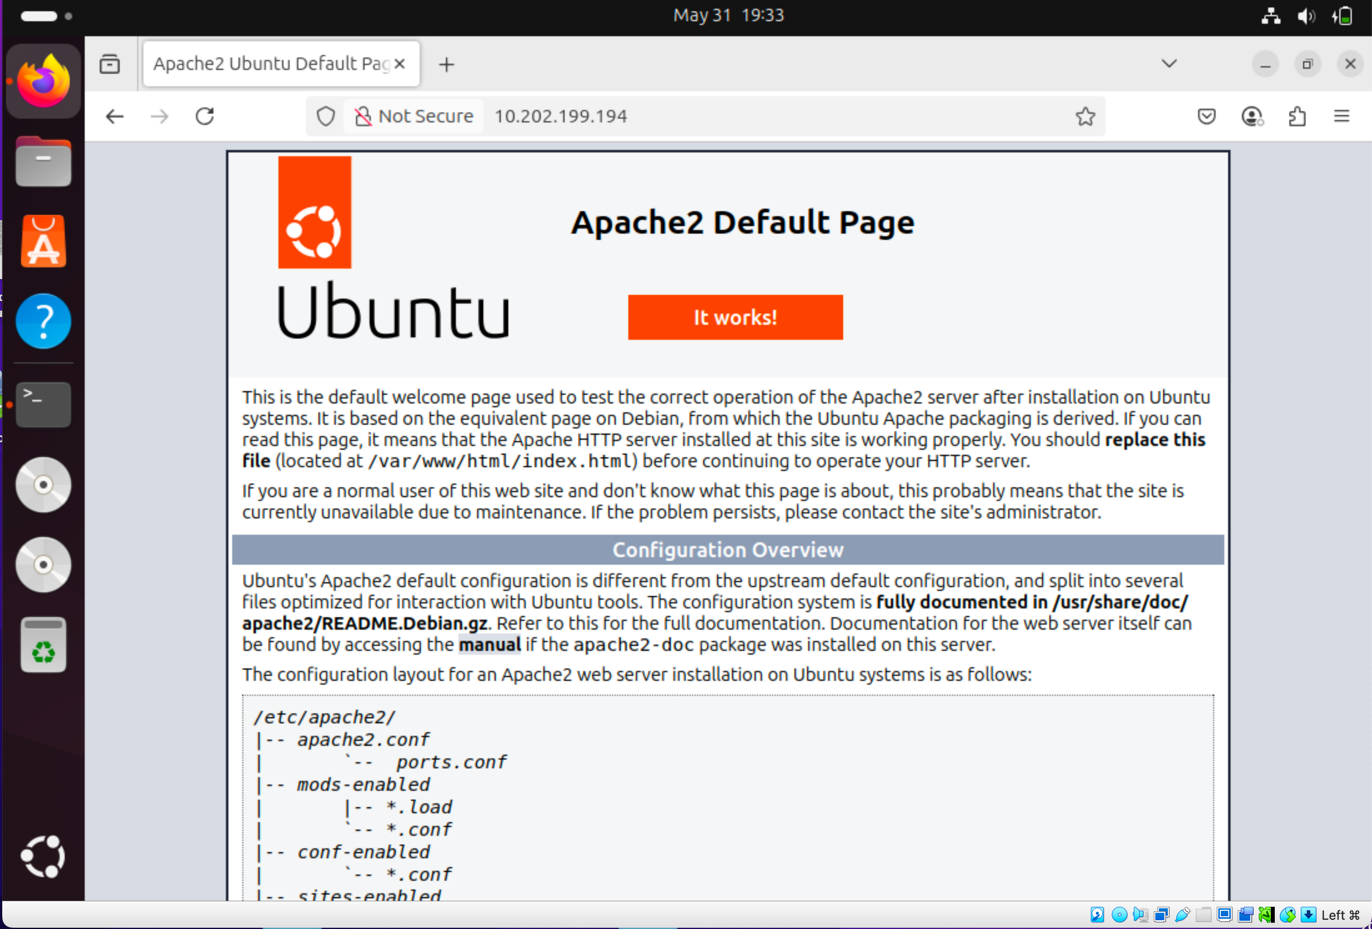 May 31 19:33
Apache2 Ubuntu Default Pag
Not Secure 10.202.199.194
Apache2 Default Page
Ubuntu
It works!
This is the default welcome page used to test the correct operation of the Apache2 server after installation on Ubuntu
systems. It is based on the equivalent page on Debian, from which the Ubuntu Apache packaging is derived. If you can
read this page, it means that the Apache HTTP server installed at this site is working properly. You should replace this
file (located at /var/www/html/index.html) before continuing to operate your HTTP server.
If you are a normal user of this web site and don't know what this page is about, this probably means that the site is
currently unavailable due to maintenance. If the problem persists, please contact the site's administrator.
Configuration Overview
Ubuntu's Apache2 default configuration is different from the upstream default configuration, and split into several
files optimized for interaction with Ubuntu tools. The configuration system is fully documented in /usr/share/doc/
apache2/README.Debian.gz. Refer to this for the full documentation. Documentation for the web server itself can
be found by accessing the manual if the apache2-doc package was installed on this server.
The configuration layout for an Apache2 web server installation on Ubuntu systems is as follows:
/etc/apache2/
|-- apache2.conf
|       `--  ports.conf
|-- mods-enabled
|       |-- *.load
|       `-- *.conf
|-- conf-enabled
|       `-- *.conf
|-- sites-enabled
Left ⌘